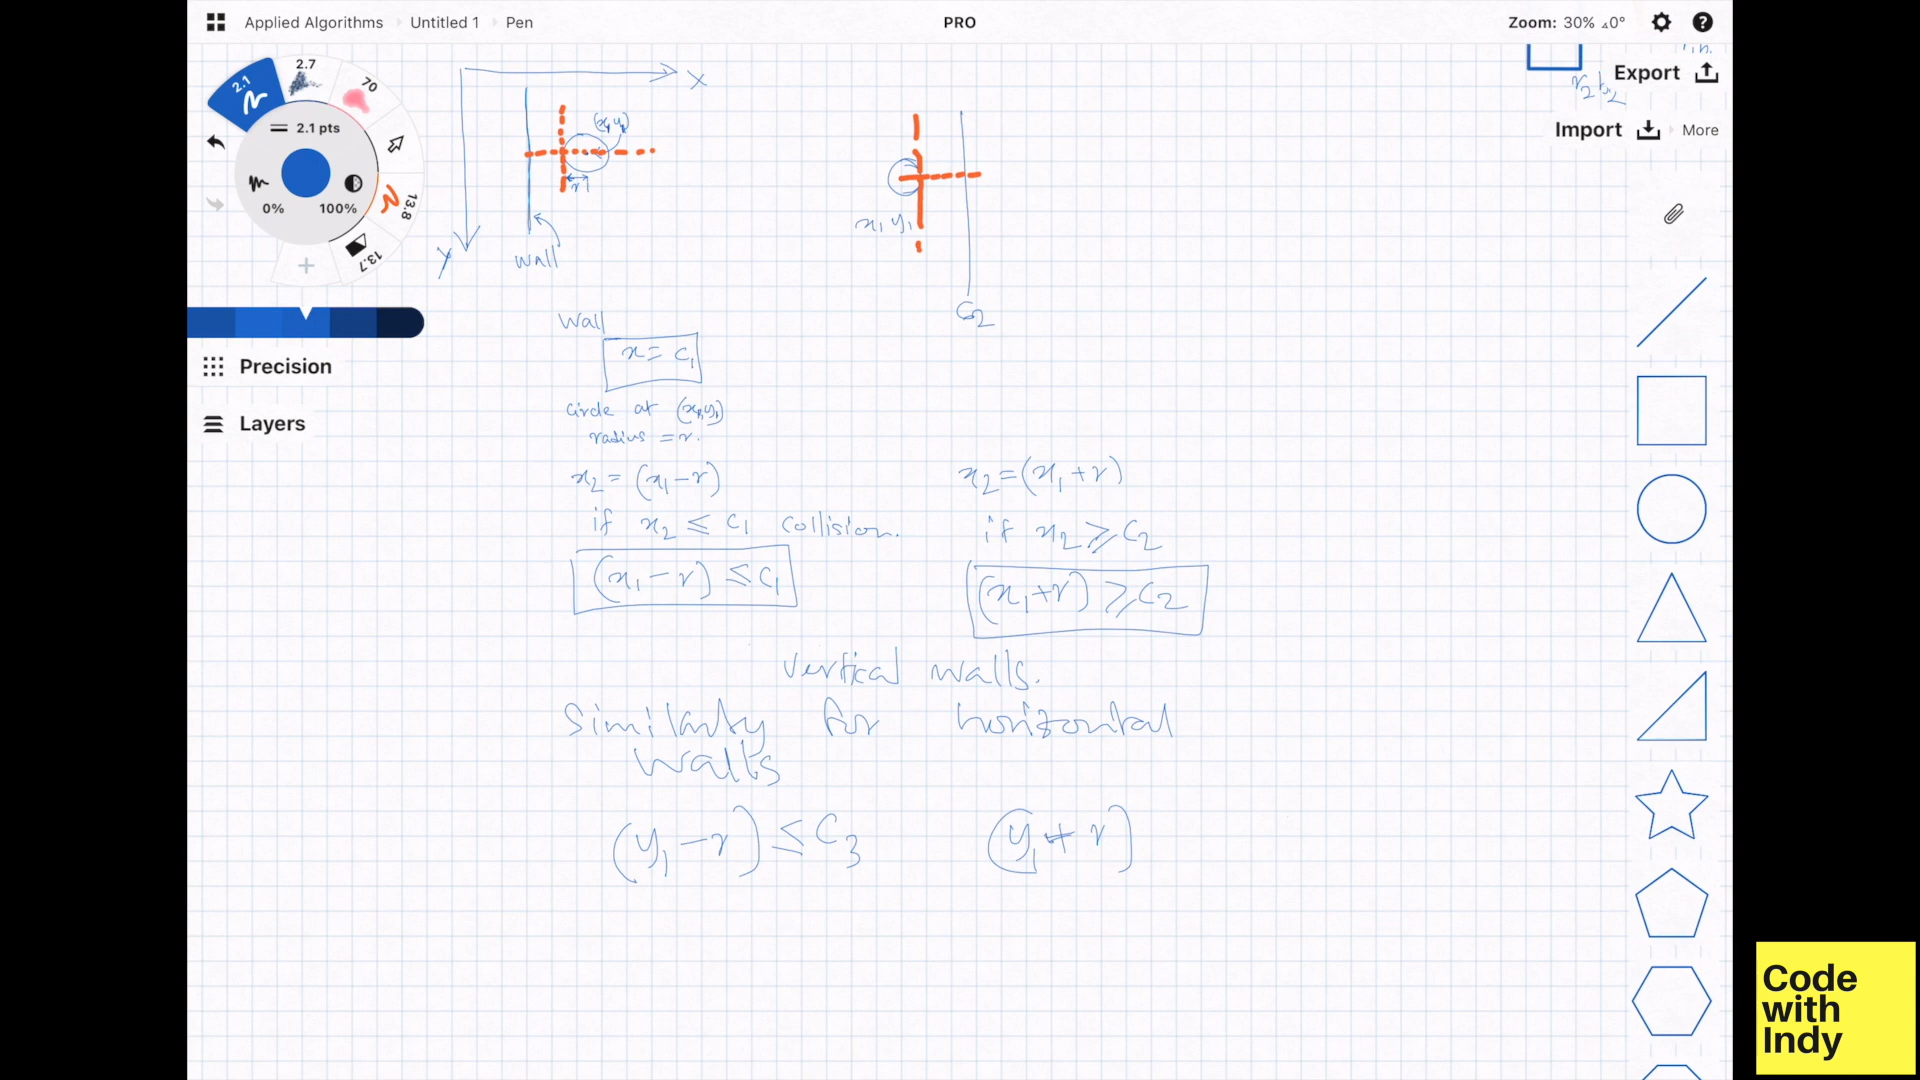 Applied Algorithms Untitled 1 Pen PRO Zoom: 30% ⊿0°
2.1
2.7
70
Export
2.1 pts
Import More
0% 100%
13.8
13.7
X
(x1 y1)
r
Y
Wall
x1 y1
C2
Precision
Layers
Wall
x = C1
Circle at (x1, y1)
radius = r.
x2 = (x1 - r)
if x2 ≤ C1 collision.
(x1 - r) ≤ C1
x2 = (x1 + r)
if x2 ≥ C2
(x1 + r) ≥ C2
Vertical walls.
Similarly for horizontal
walls
(y1 - r) ≤ C3 (y1 + r)
Code
with
Indy